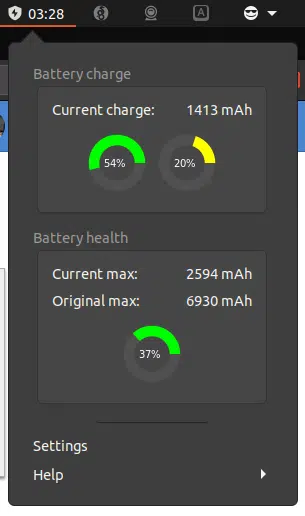 03:28
A
Battery charge
Current charge: 1413 mAh
54% 20%
Battery health
Current max: 2594 mAh
Original max: 6930 mAh
37%
Settings
Help